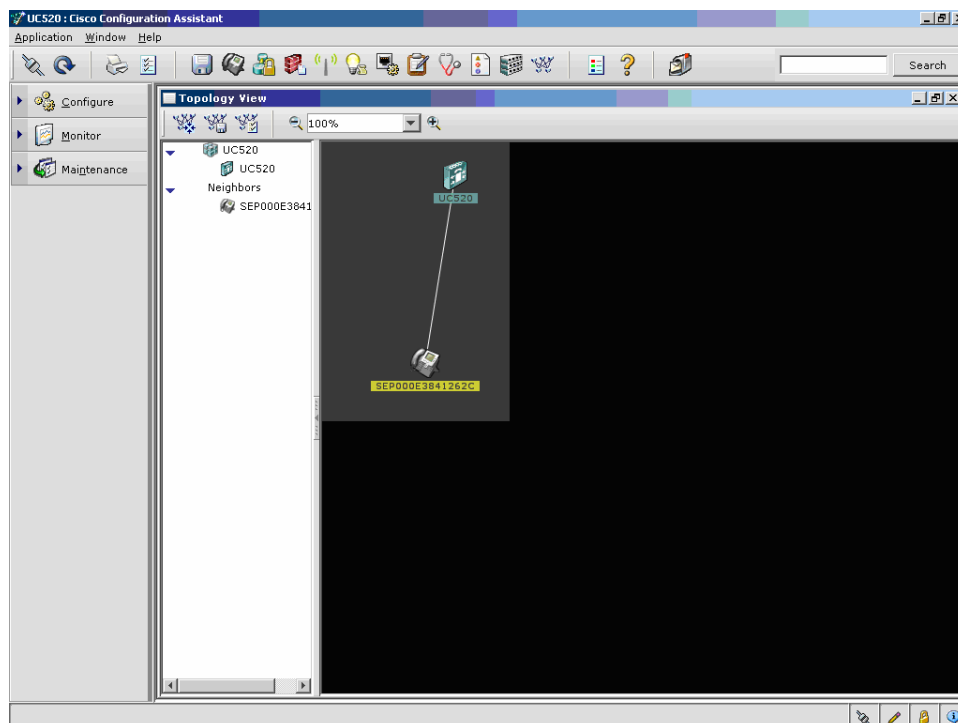 UC520 : Cisco Configuration Assistant
Application Window Help
Search
Configure
Monitor
Maintenance
Topology View
100%
UC520
UC520
Neighbors
SEP000E3841
UC520
SEP000E3841262C